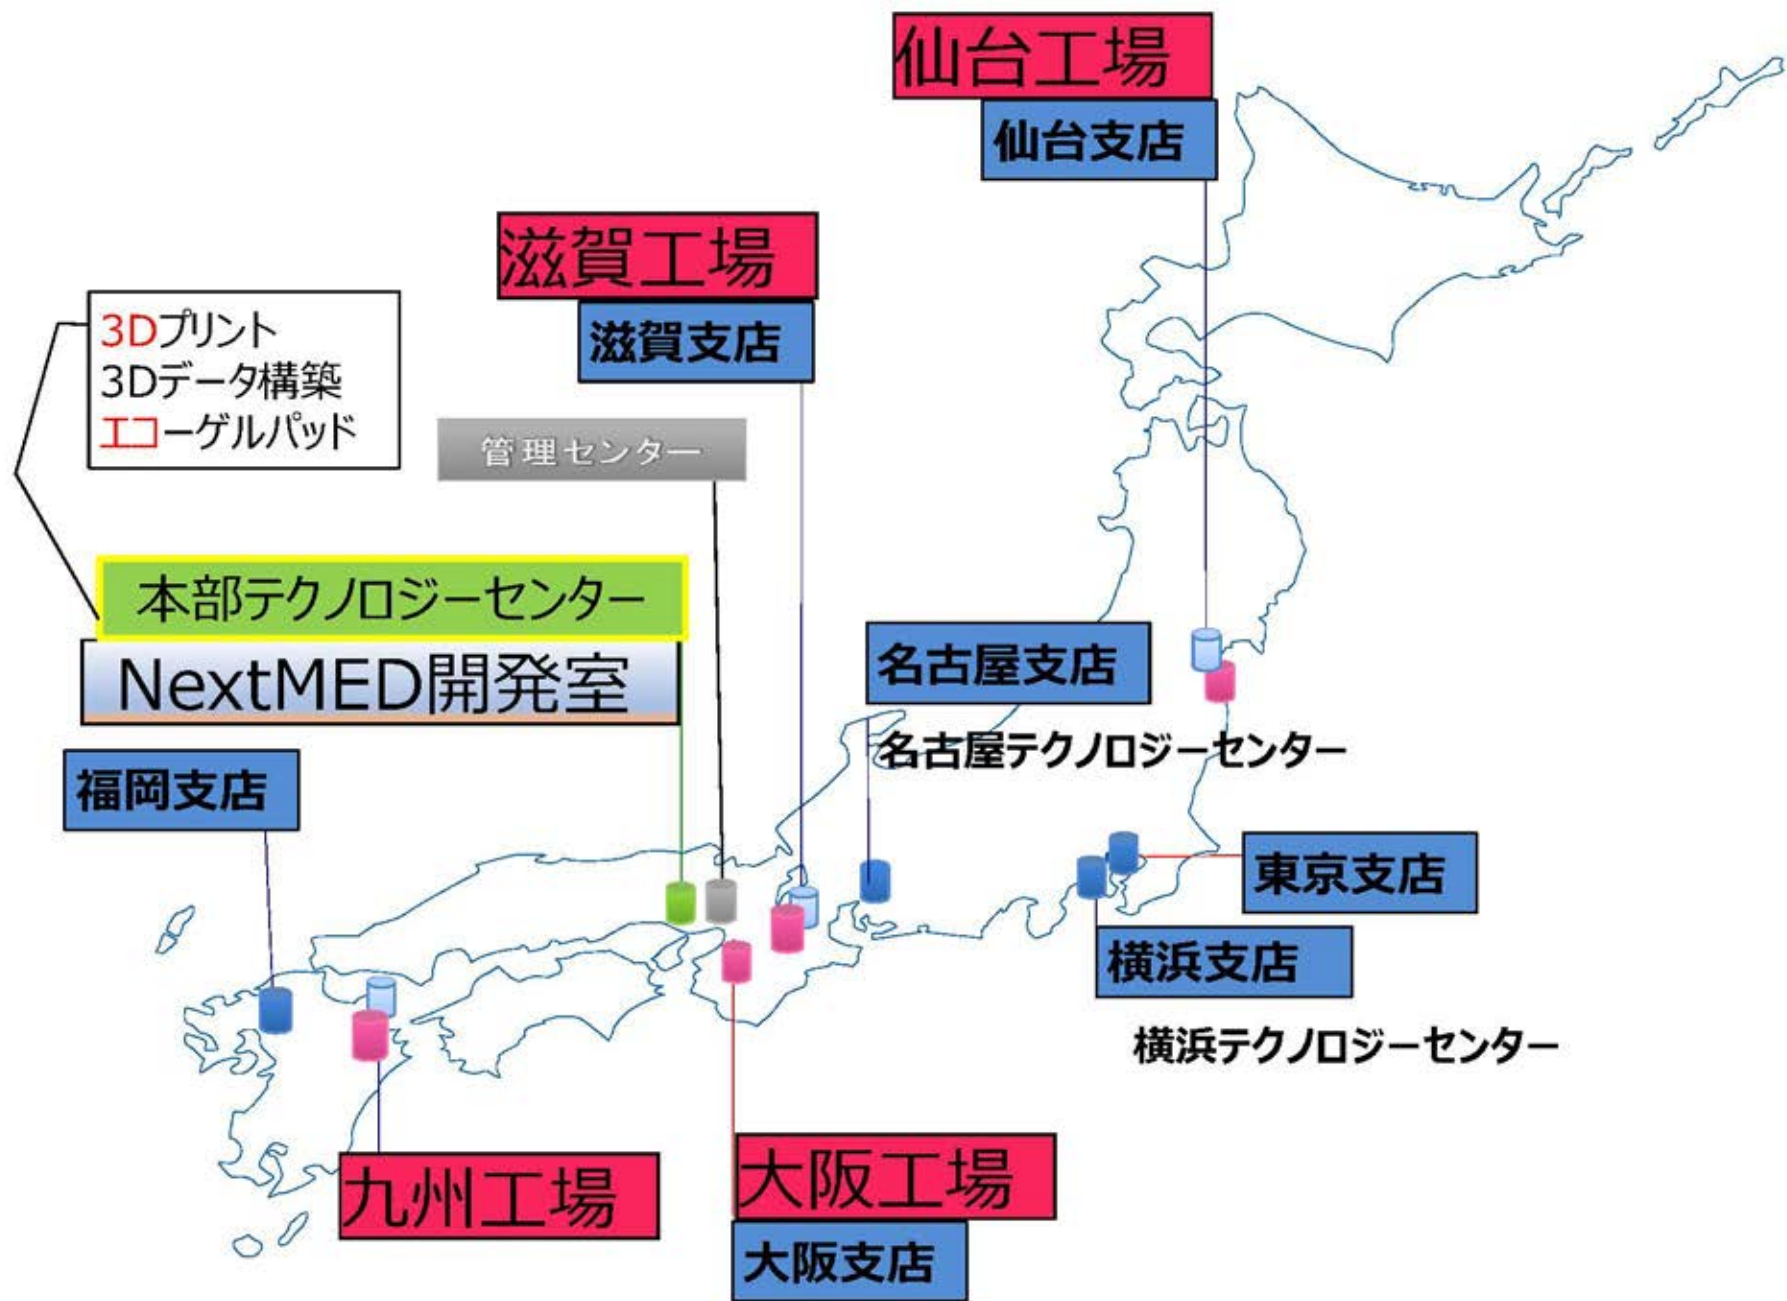 仙台工場
仙台支店
滋賀工場
滋賀支店
3Dプリント
3Dデータ構築
エコーゲルパッド
管理センター
本部テクノロジーセンター
NextMED開発室
名古屋支店
名古屋テクノロジーセンター
福岡支店
東京支店
横浜支店
横浜テクノロジーセンター
九州工場
大阪工場
大阪支店